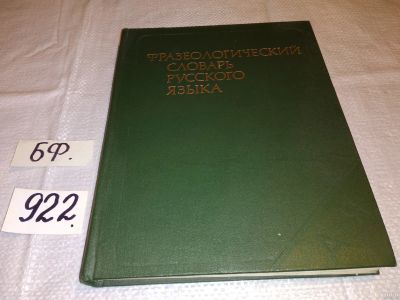 ФРАЗЕОЛОГИЧЕСКИЙ
СЛОВАРЬ
РУССКОГО
ЯЗЫКА
БФ.
922.